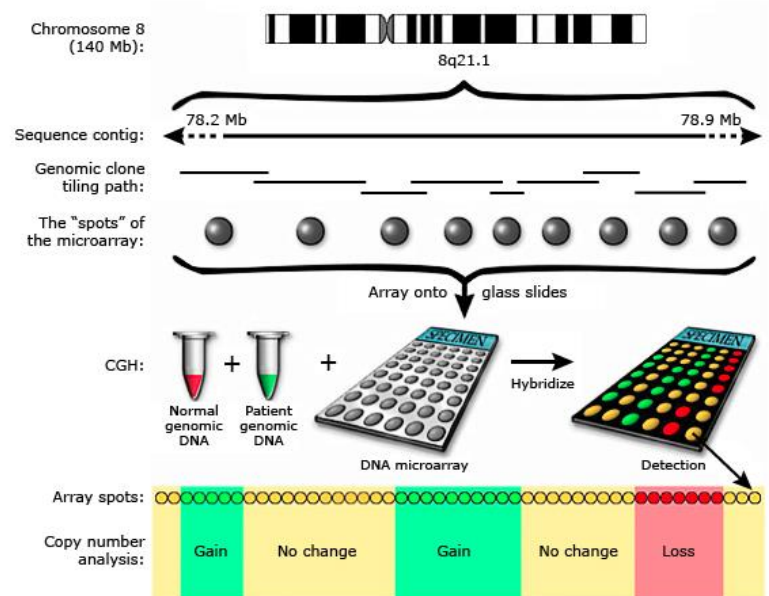 Chromosome 8
(140 Mb):
8q21.1
78.2 Mb
78.9 Mb
Sequence contig:
Genomic clone
tiling path:
The “spots” of
the microarray:
Array onto
glass slides
CGH:
SPECIMEN
SPECIMEN
Hybridize
Normal
genomic
DNA
Patient
genomic
DNA
DNA microarray
Detection
Array spots:
Copy number
analysis:
Gain
No change
Gain
No change
Loss